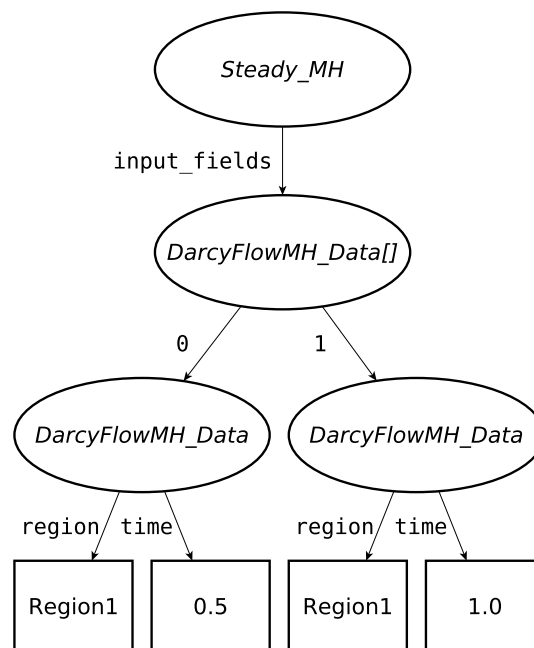 Steady_MH
input_fields
DarcyFlowMH_Data[]
0 1
DarcyFlowMH_Data DarcyFlowMH_Data
region time region time
Region1 0.5 Region1 1.0